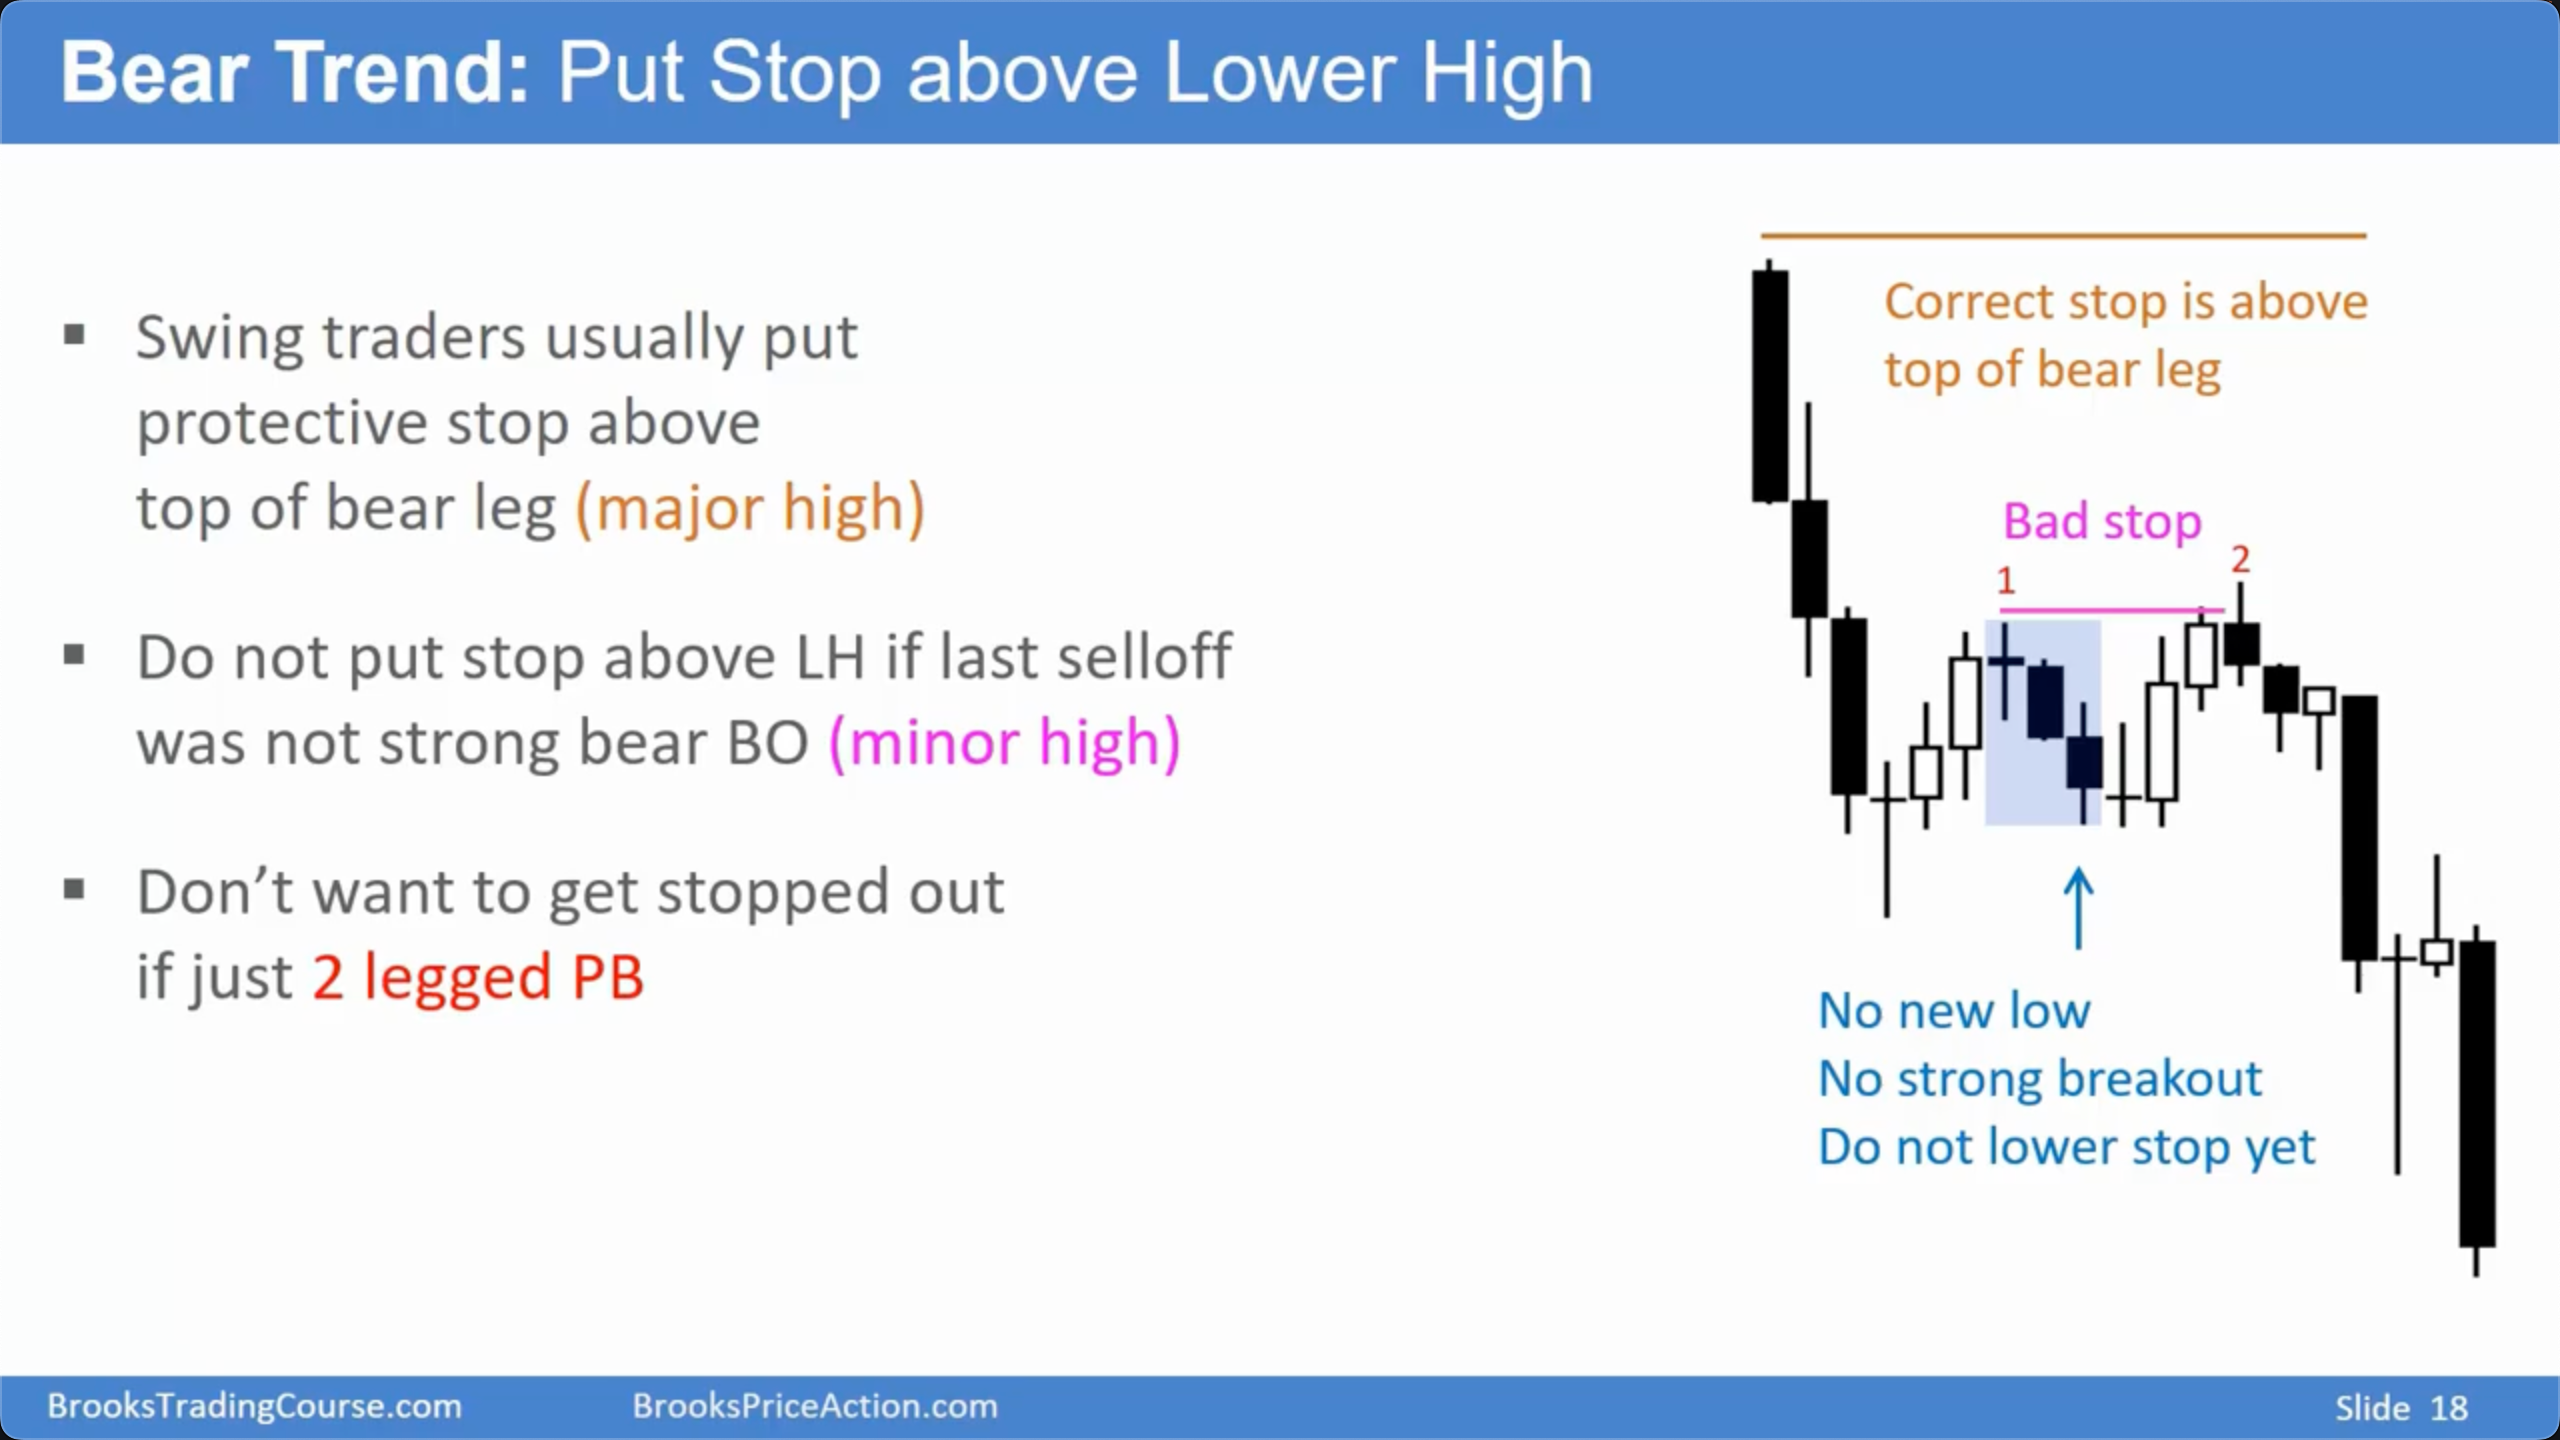 Bear Trend: Put Stop above Lower High
▪ Swing traders usually put
protective stop above
top of bear leg (major high)
▪ Do not put stop above LH if last selloff
was not strong bear BO (minor high)
▪ Don’t want to get stopped out
if just 2 legged PB
Correct stop is above
top of bear leg
Bad stop
1
2
No new low
No strong breakout
Do not lower stop yet
BrooksTradingCourse.com
BrooksPriceAction.com
Slide 18